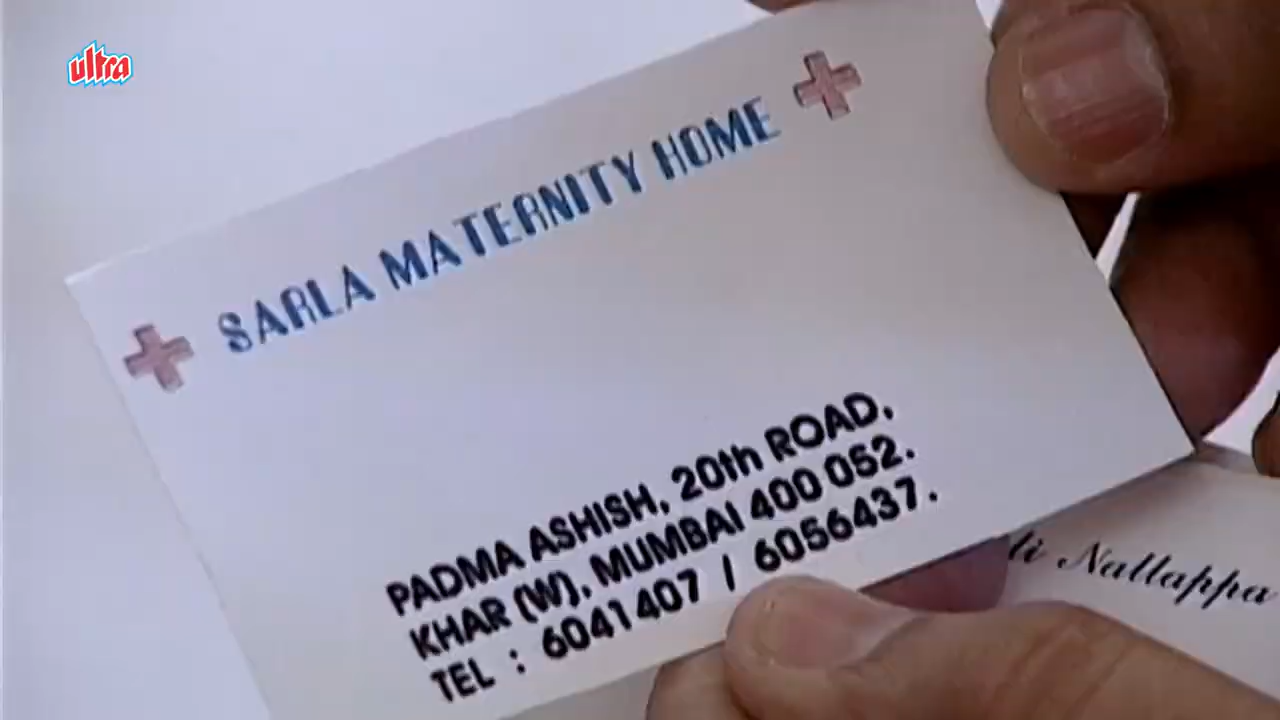 ultra
SARLA MATERNITY HOME
PADMA ASHISH, 20th ROAD,
KHAR (W), MUMBAI 400 052.
TEL : 6041407 / 6056437.
Nallappa